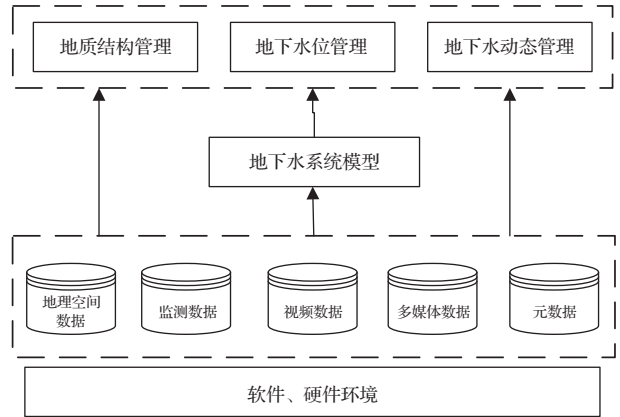 地质结构管理
地下水位管理
地下水动态管理
地下水系统模型
地理空间
数据
监测数据
视频数据
多媒体数据
元数据
软件、硬件环境